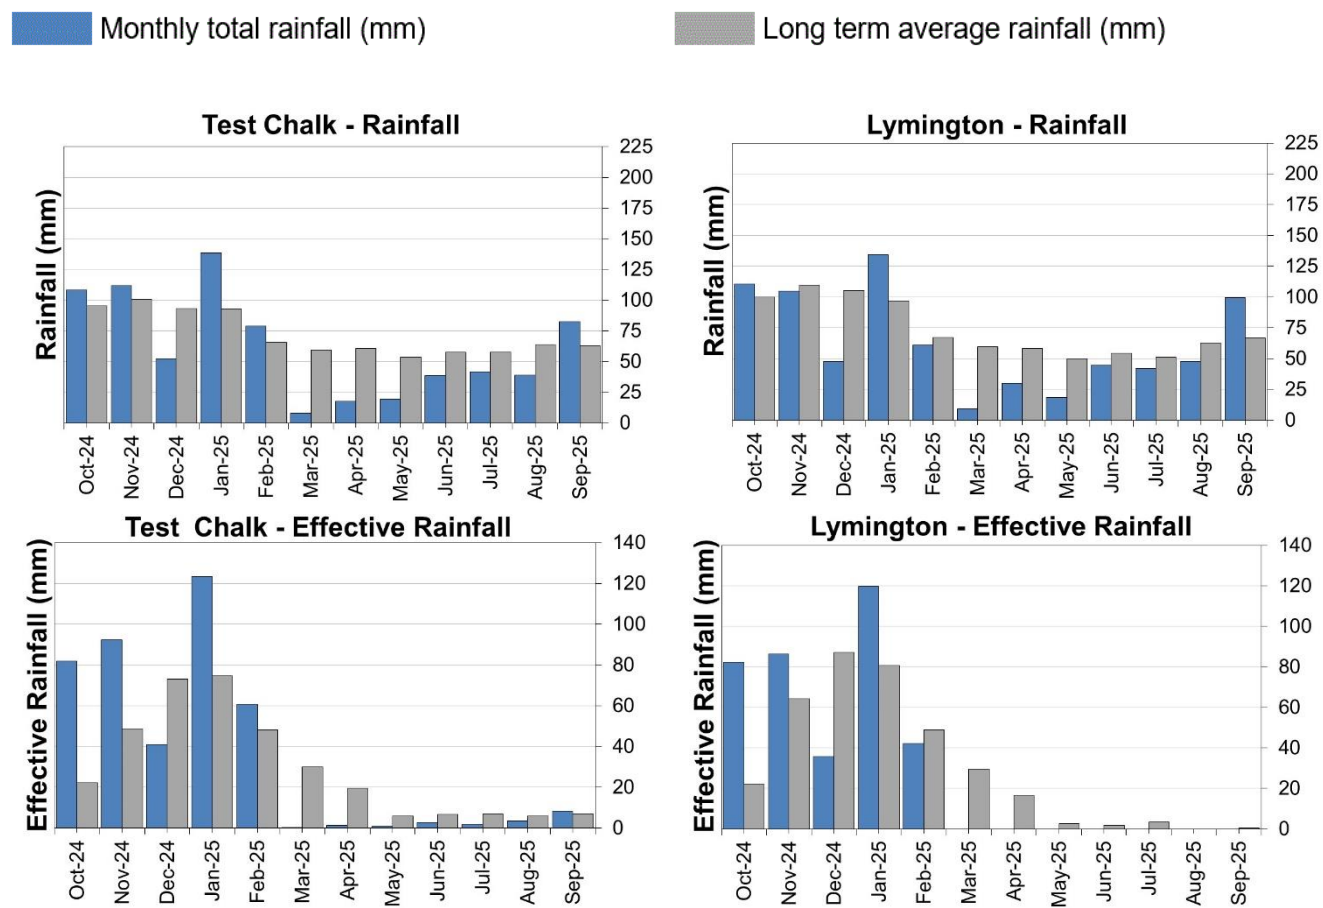 Monthly total rainfall (mm)
Long term average rainfall (mm)
Test Chalk - Rainfall
Rainfall (mm)
225
200
175
150
125
100
75
50
25
0
Oct-24
Nov-24
Dec-24
Jan-25
Feb-25
Mar-25
Apr-25
May-25
Jun-25
Jul-25
Aug-25
Sep-25
Lymington - Rainfall
Rainfall (mm)
225
200
175
150
125
100
75
50
25
0
Oct-24
Nov-24
Dec-24
Jan-25
Feb-25
Mar-25
Apr-25
May-25
Jun-25
Jul-25
Aug-25
Sep-25
Test Chalk - Effective Rainfall
Effective Rainfall (mm)
140
120
100
80
60
40
20
0
Oct-24
Nov-24
Dec-24
Jan-25
Feb-25
Mar-25
Apr-25
May-25
Jun-25
Jul-25
Aug-25
Sep-25
Lymington - Effective Rainfall
Effective Rainfall (mm)
140
120
100
80
60
40
20
0
Oct-24
Nov-24
Dec-24
Jan-25
Feb-25
Mar-25
Apr-25
May-25
Jun-25
Jul-25
Aug-25
Sep-25